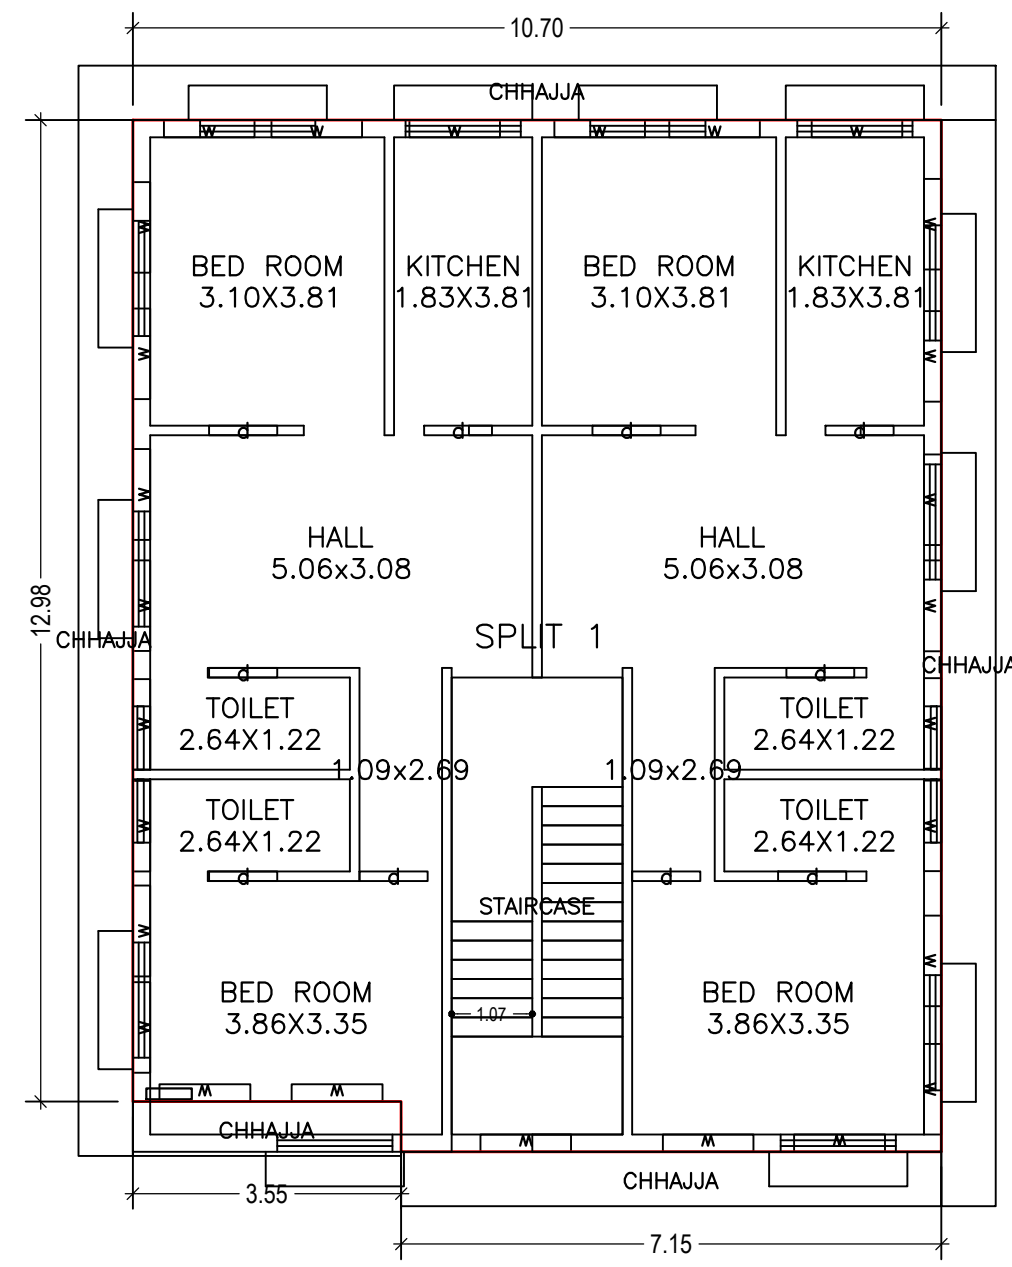 10.70
CHHAJJA
W W W W W W
BED ROOM KITCHEN BED ROOM KITCHEN
3.10X3.81 1.83X3.81 3.10X3.81 1.83X3.81
W W
W W
d d d d
W W
HALL HALL
5.06x3.08 5.06x3.08
12.98
W W
SPLIT 1
CHHAJJA CHHAJJA
d d
TOILET TOILET
2.64X1.22 2.64X1.22
W W
1.09x2.69 1.09x2.69
TOILET TOILET
2.64X1.22 2.64X1.22
W W
d d d d
STAIRCASE
W W
BED ROOM BED ROOM
3.86X3.35 3.86X3.35
1.07
W W
W W
CHHAJJA
W W W
CHHAJJA
3.55
7.15